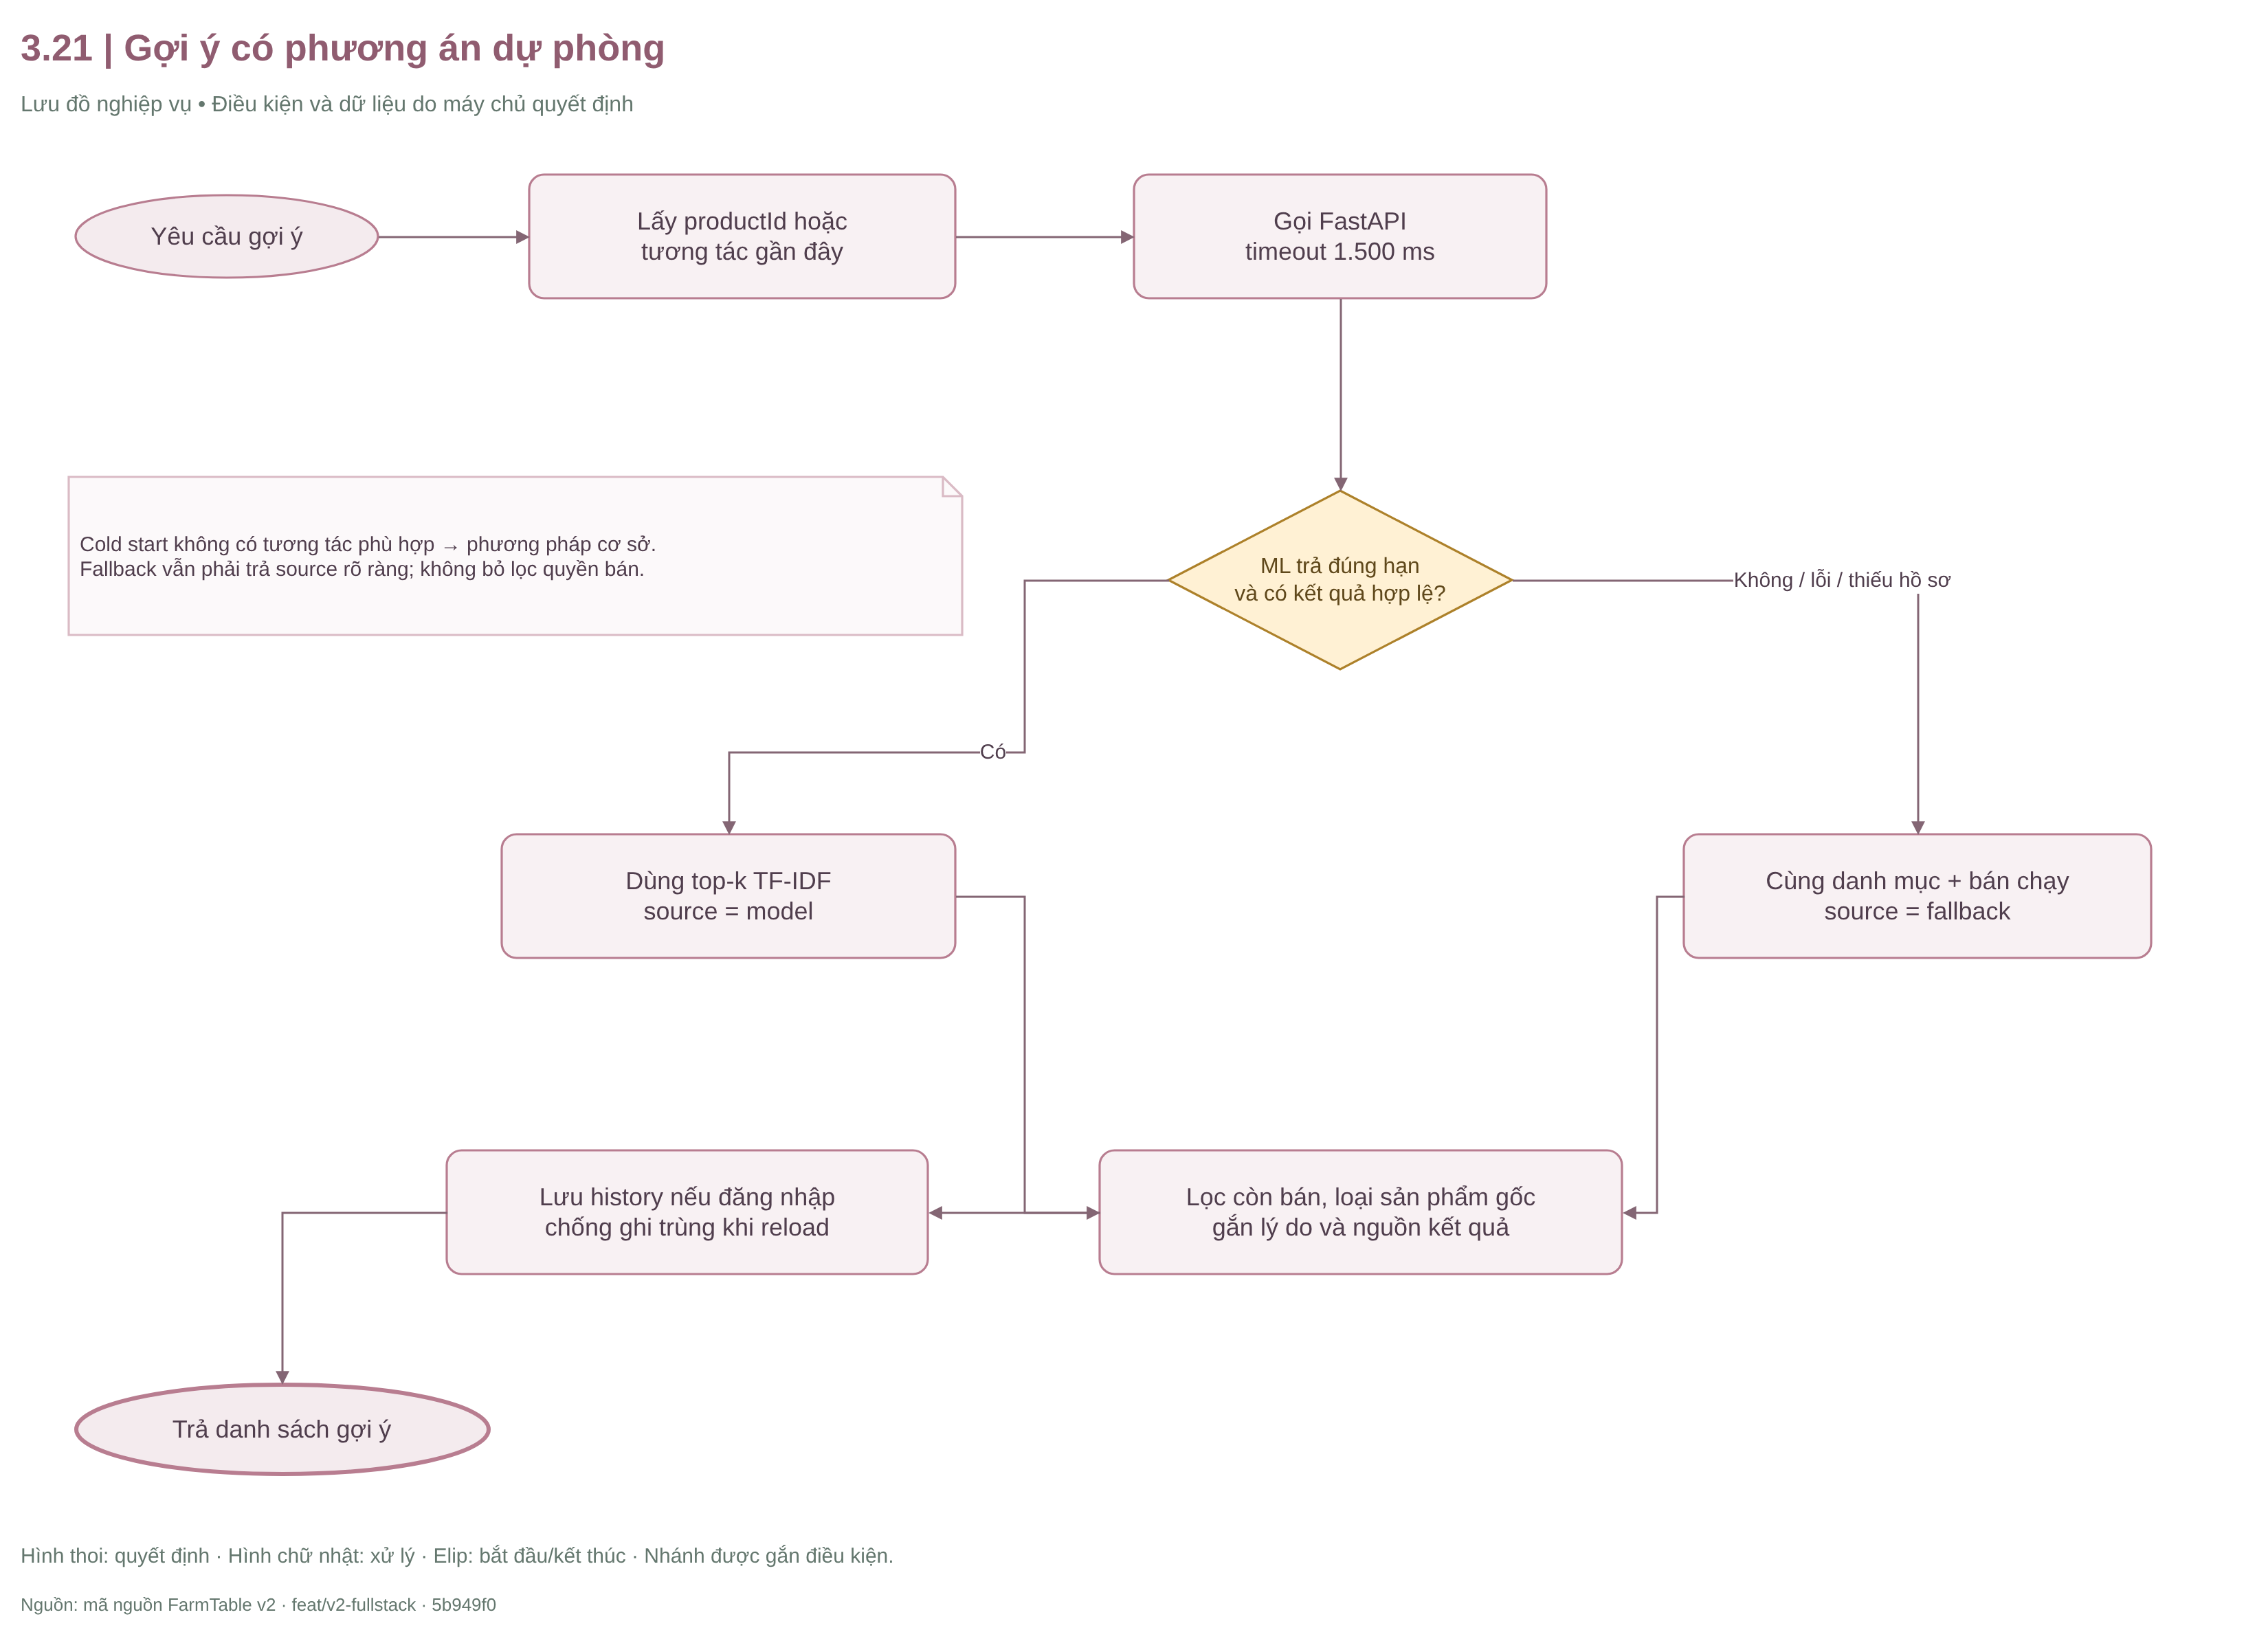 3.21 | Gợi ý có phương án dự phòng
Lưu đồ nghiệp vụ • Điều kiện và dữ liệu do máy chủ quyết định
Yêu cầu gợi ý
Lấy productId hoặc
tương tác gần đây
Gọi FastAPI
timeout 1.500 ms
Cold start không có tương tác phù hợp → phương pháp cơ sở.
Fallback vẫn phải trả source rõ ràng; không bỏ lọc quyền bán.
ML trả đúng hạn
và có kết quả hợp lệ?
Không / lỗi / thiếu hồ sơ
Có
Dùng top-k TF-IDF
source = model
Cùng danh mục + bán chạy
source = fallback
Lưu history nếu đăng nhập
chống ghi trùng khi reload
Lọc còn bán, loại sản phẩm gốc
gắn lý do và nguồn kết quả
Trả danh sách gợi ý
Hình thoi: quyết định · Hình chữ nhật: xử lý · Elip: bắt đầu/kết thúc · Nhánh được gắn điều kiện.
Nguồn: mã nguồn FarmTable v2 · feat/v2-fullstack · 5b949f0